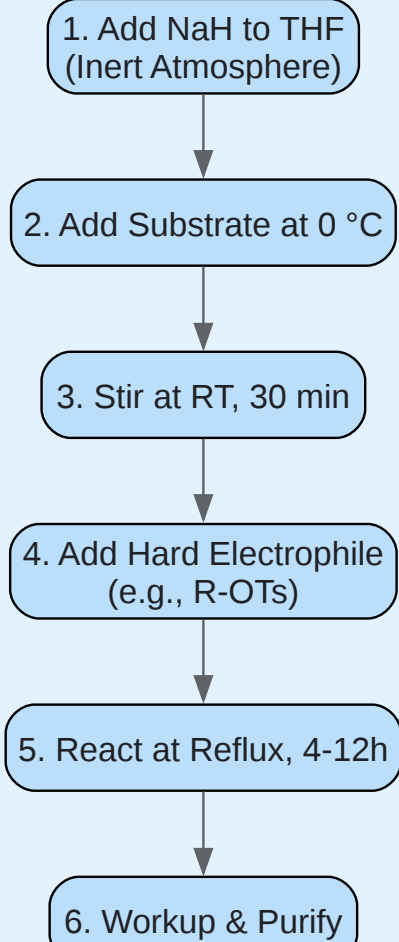 1. Add NaH to THF
(Inert Atmosphere)
2. Add Substrate at 0 °C
3. Stir at RT, 30 min
4. Add Hard Electrophile
(e.g., R-OTs)
5. React at Reflux, 4-12h
6. Workup & Purify